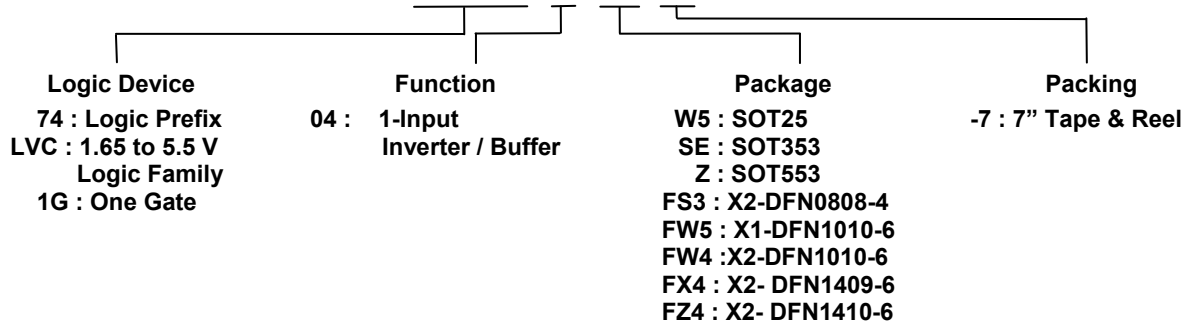 Logic Device
74 : Logic Prefix
LVC : 1.65 to 5.5 V
Logic Family
1G : One Gate
Function
04 : 1-Input
Inverter / Buffer
Package
W5 : SOT25
SE : SOT353
Z : SOT553
FS3 : X2-DFN0808-4
FW5 : X1-DFN1010-6
FW4 :X2-DFN1010-6
FX4 : X2- DFN1409-6
FZ4 : X2- DFN1410-6
Packing
-7 : 7” Tape & Reel